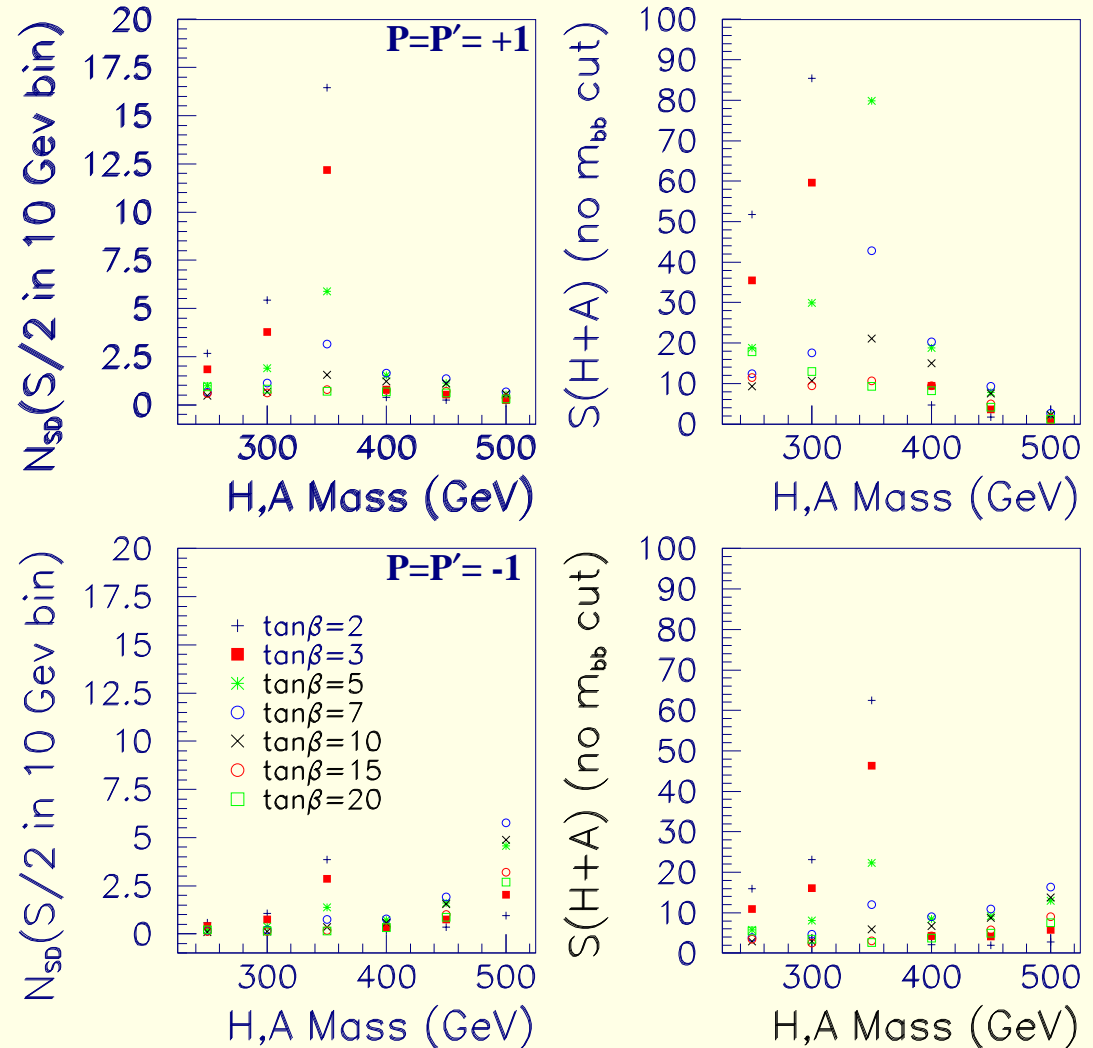 N_SD(S/2 in 10 Gev bin)
20
17.5
15
12.5
10
7.5
5
2.5
0
P=P′= +1
300 400 500
H,A Mass (GeV)
S(H+A) (no m_bb cut)
100
90
80
70
60
50
40
30
20
10
0
300 400 500
H,A Mass (GeV)
N_SD(S/2 in 10 Gev bin)
20
17.5
15
12.5
10
7.5
5
2.5
0
P=P′= -1
tanβ=2
tanβ=3
tanβ=5
tanβ=7
tanβ=10
tanβ=15
tanβ=20
300 400 500
H,A Mass (GeV)
S(H+A) (no m_bb cut)
100
90
80
70
60
50
40
30
20
10
0
300 400 500
H,A Mass (GeV)